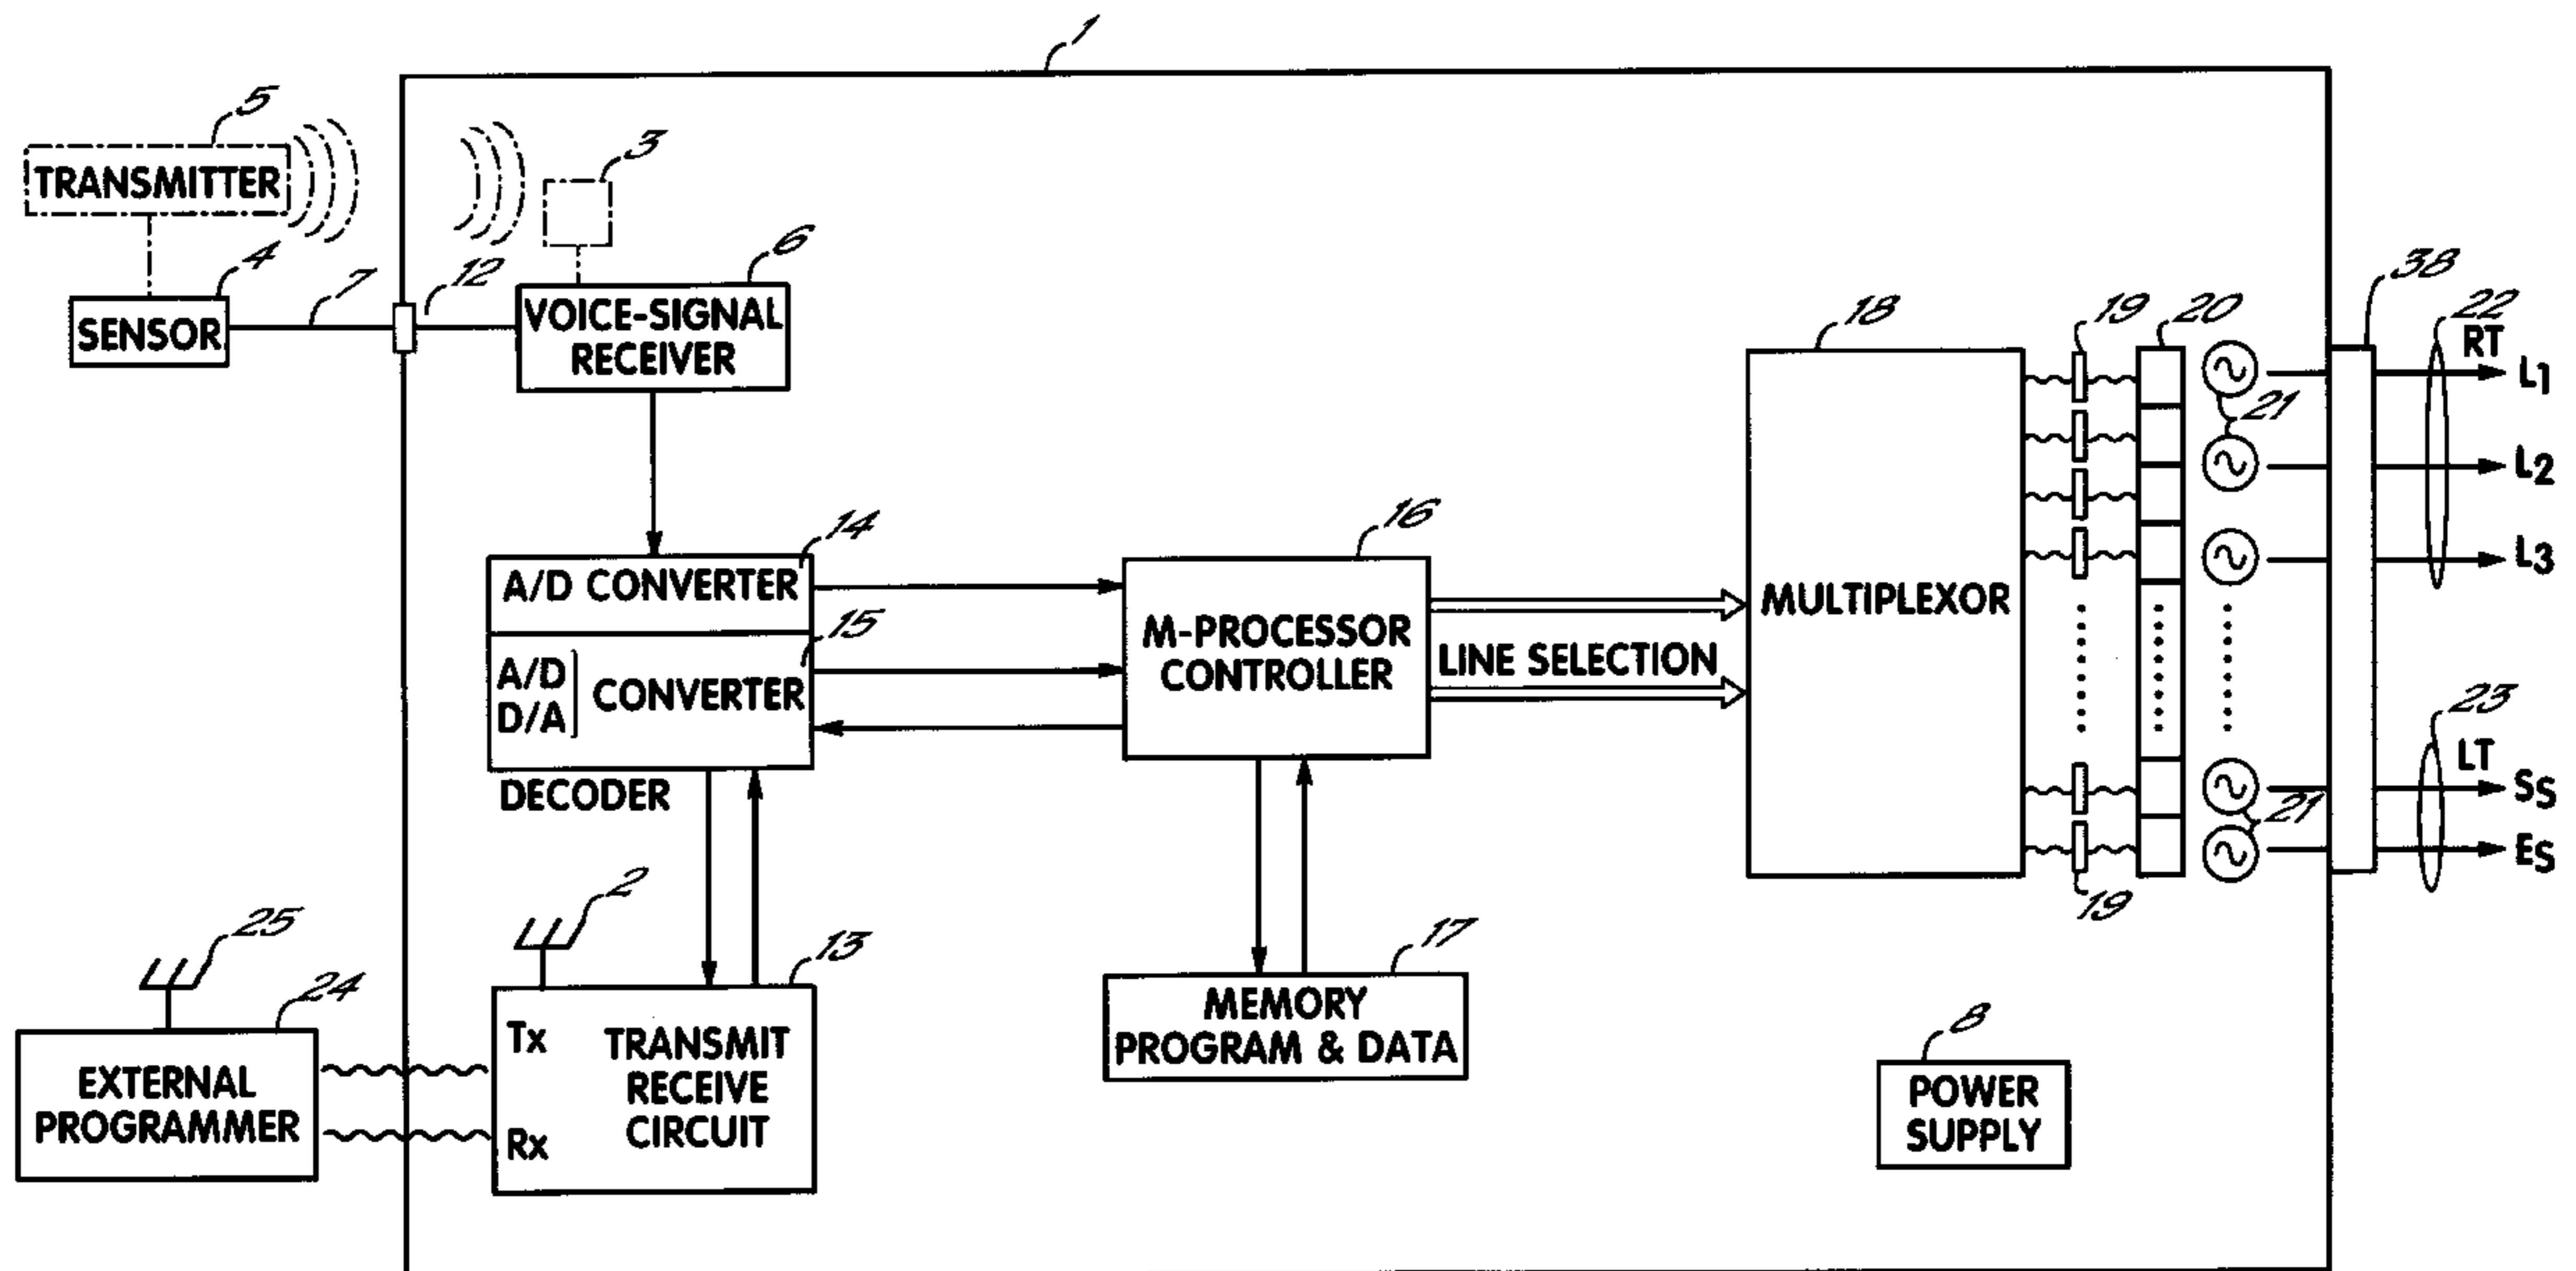 1
5
TRANSMITTER
3
4
7
12
6
SENSOR
VOICE-SIGNAL
RECEIVER
38
18
19
20
22
RT
L1
21
L2
L3
14
A/D CONVERTER
16
15
A/D
D/A
CONVERTER
M-PROCESSOR
CONTROLLER
LINE SELECTION
MULTIPLEXOR
23
LT
SS
21
ES
DECODER
19
2
25
24
13
17
EXTERNAL
PROGRAMMER
Tx
Rx
TRANSMIT
RECEIVE
CIRCUIT
MEMORY
PROGRAM & DATA
8
POWER
SUPPLY